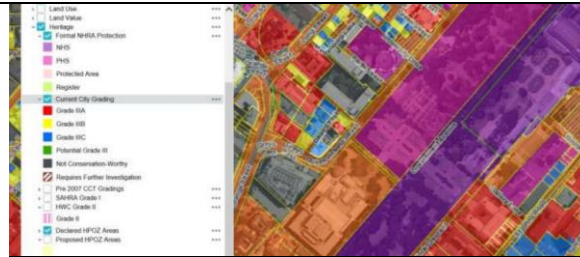 Land Use
Land Value
Heritage
Formal NHRA Protection
NHS
PHS
Protected Area
Register
Current City Grading
Grade IIIA
Grade IIIB
Grade IIIC
Potential Grade III
Not Conservation-Worthy
Requires Further Investigation
Pre 2007 CCT Gradings
SAHRA Grade I
HWC Grade II
Grade II
Declared HPOZ Areas
Proposed HPOZ Areas